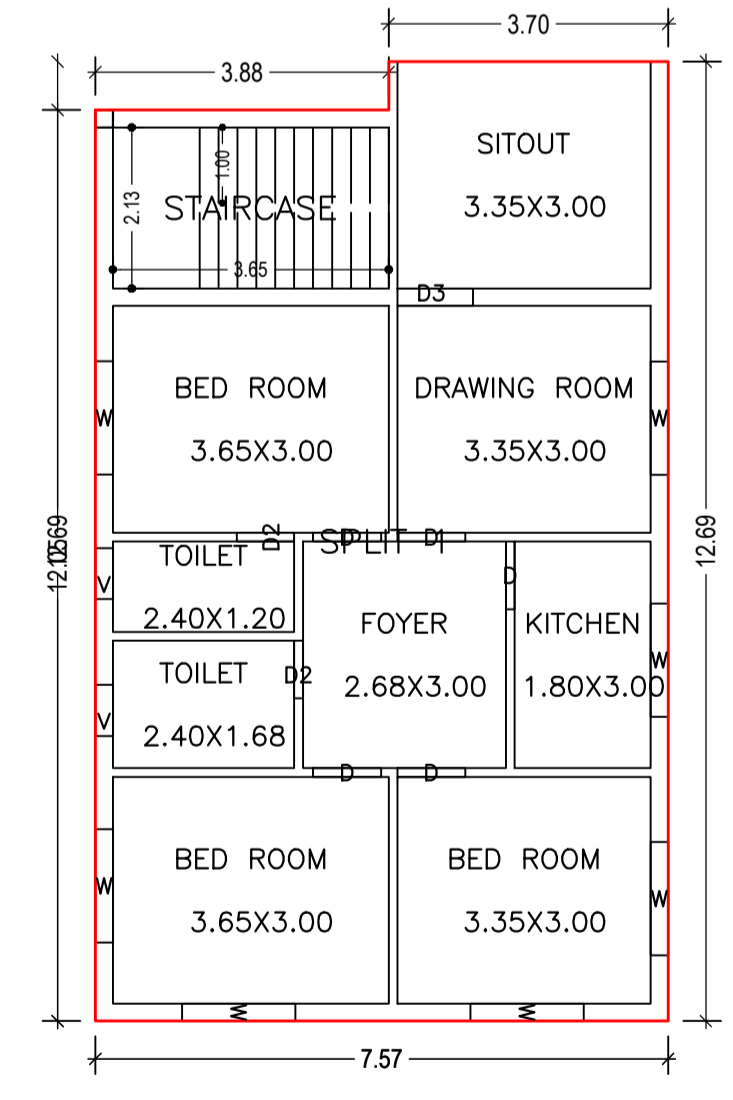 3.70
3.88
SITOUT
3.35X3.00
1.00
2.13
STAIRCASE
3.65
D3
BED ROOM
3.65X3.00
DRAWING ROOM
3.35X3.00
W
W
D2
D
SPLIT 1
D1
12.69
12.69
TOILET
2.40X1.20
V
D
FOYER
2.68X3.00
KITCHEN
1.80X3.00
W
TOILET
2.40X1.68
D2
V
D
D
BED ROOM
3.65X3.00
BED ROOM
3.35X3.00
W
W
W
W
7.57